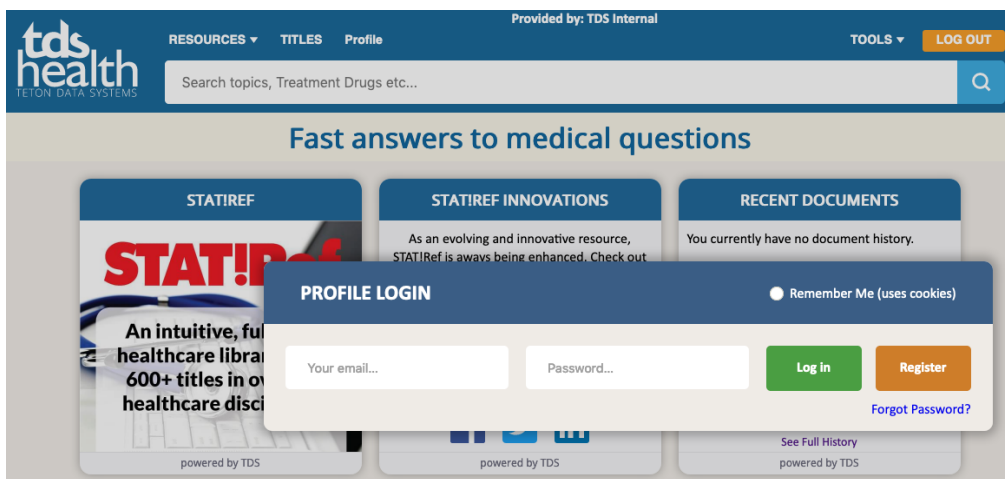 Provided by: TDS Internal
tds
health
TETON DATA SYSTEMS
RESOURCES TITLES Profile
TOOLS LOG OUT
Search topics, Treatment Drugs etc...
Fast answers to medical questions
STAT!REF
STAT!Ref
An intuitive, ful
healthcare libra
600+ titles in ov
healthcare disci
powered by TDS
STAT!REF INNOVATIONS
As an evolving and innovative resource,
STAT!Ref is aways being enhanced. Check out
powered by TDS
RECENT DOCUMENTS
You currently have no document history.
See Full History
powered by TDS
PROFILE LOGIN
Remember Me (uses cookies)
Your email... Password... Log in Register
Forgot Password?